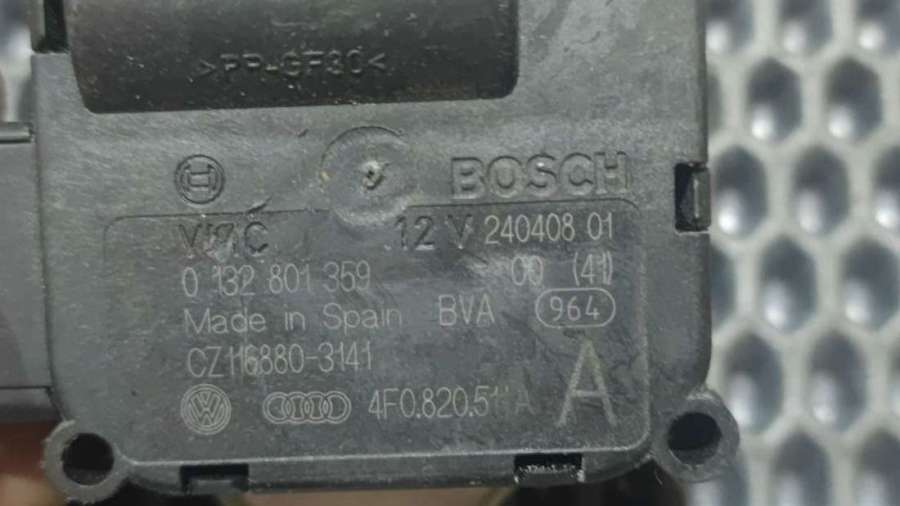 >PP-GF30<
BOSCH
12 V 240408 01
0 132 801 359 00 (41)
Made in Spain BVA 964
CZ116880-3141
A
4F0.820.511A